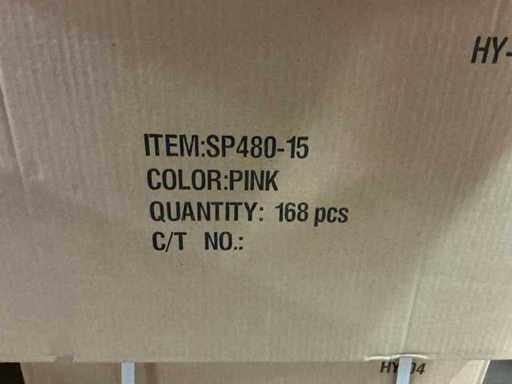 HY-
ITEM:SP480-15
COLOR:PINK
QUANTITY: 168 pcs
C/T NO.: